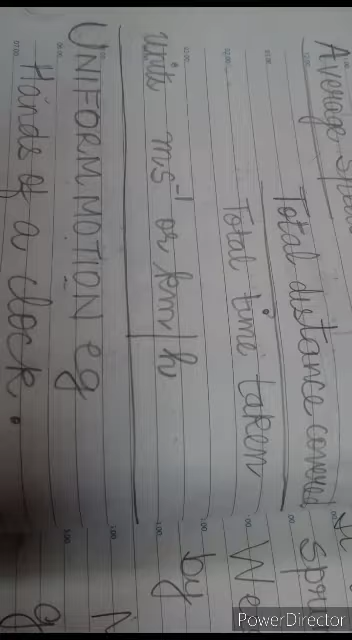 Average Speed
Total distance covered
Total time taken
units ms⁻¹ or km/h
UNIFORM MOTION eg
Hands of a clock.
by
PowerDirector